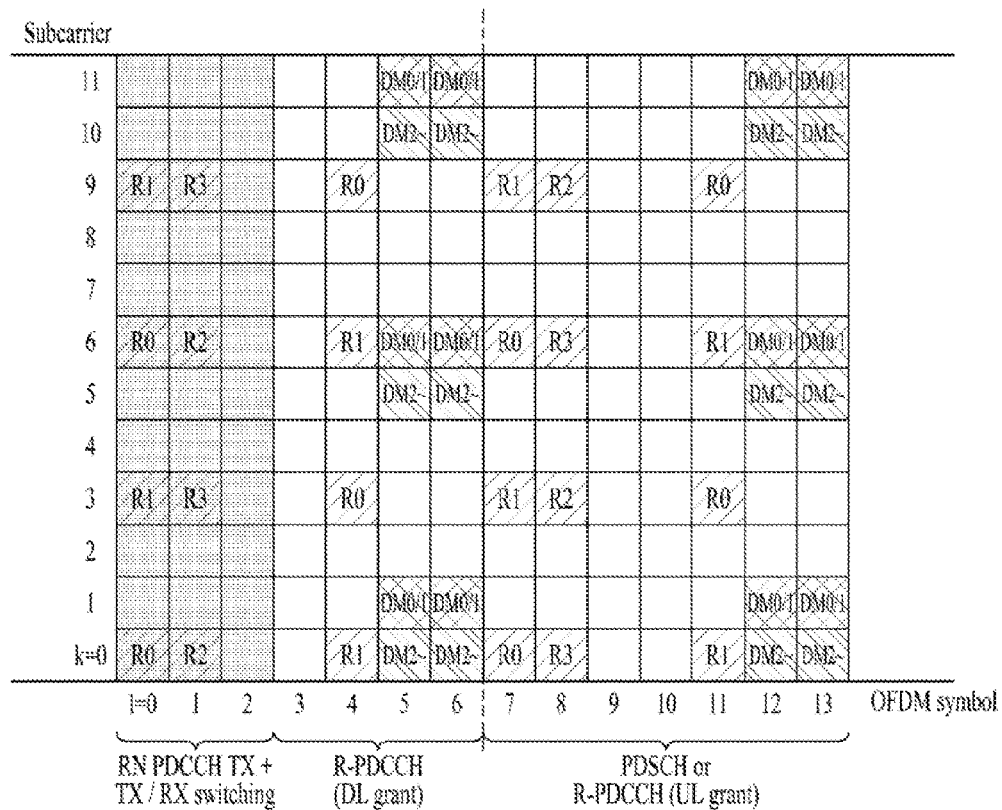 Subcarrier
11 DM0/1 DM0/1 DM0/1 DM0/1
10 DM2~ DM2~ DM2~ DM2~
9 R1 R3 R0 R1 R2 R0
8
7
6 R0 R2 R1 DM0/1 DM0/1 R0 R3 R1 DM0/1 DM0/1
5 DM2~ DM2~ DM2~ DM2~
4
3 R1 R3 R0 R1 R2 R0
2
1 DM0/1 DM0/1 DM0/1 DM0/1
k=0 R0 R2 R1 DM2~ DM2~ R0 R3 R1 DM2~ DM2~
l=0 1 2 3 4 5 6 7 8 9 10 11 12 13 OFDM symbol
RN PDCCH TX + R-PDCCH PDSCH or
TX / RX switching (DL grant) R-PDCCH (UL grant)